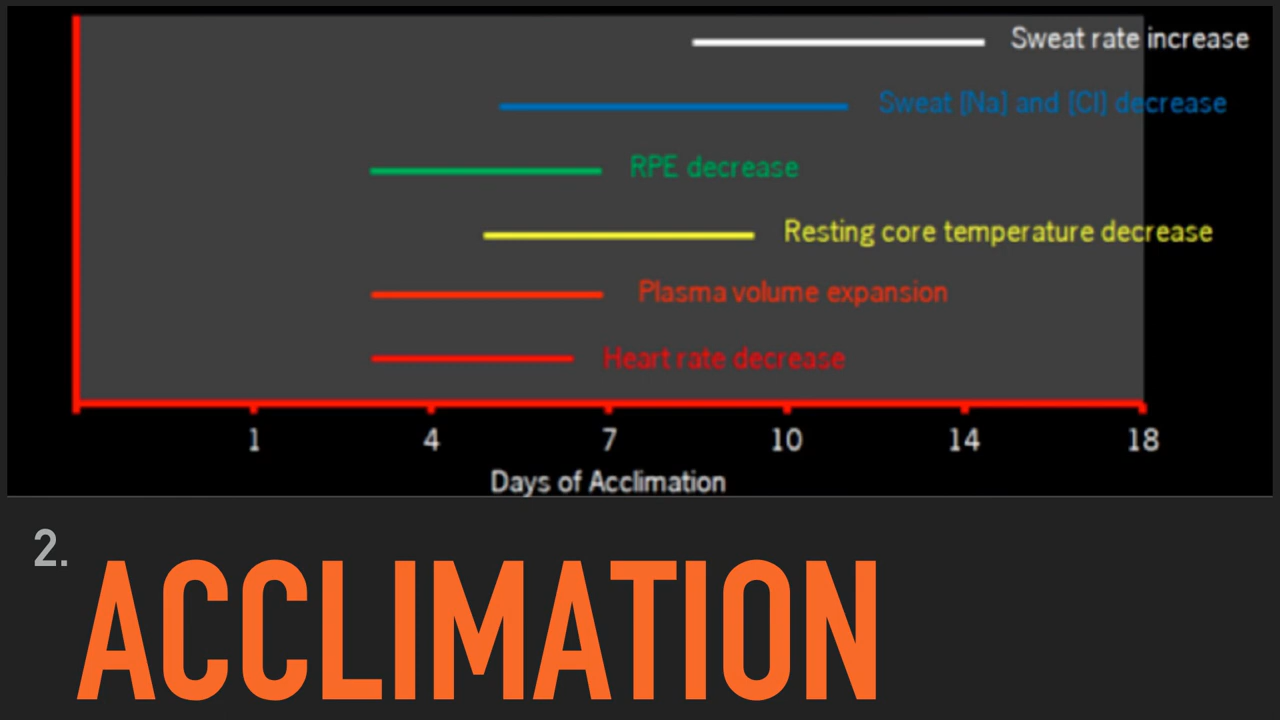 Sweat rate increase
Sweat [Na] and [Cl] decrease
RPE decrease
Resting core temperature decrease
Plasma volume expansion
Heart rate decrease
1 4 7 10 14 18
Days of Acclimation
2. ACCLIMATION